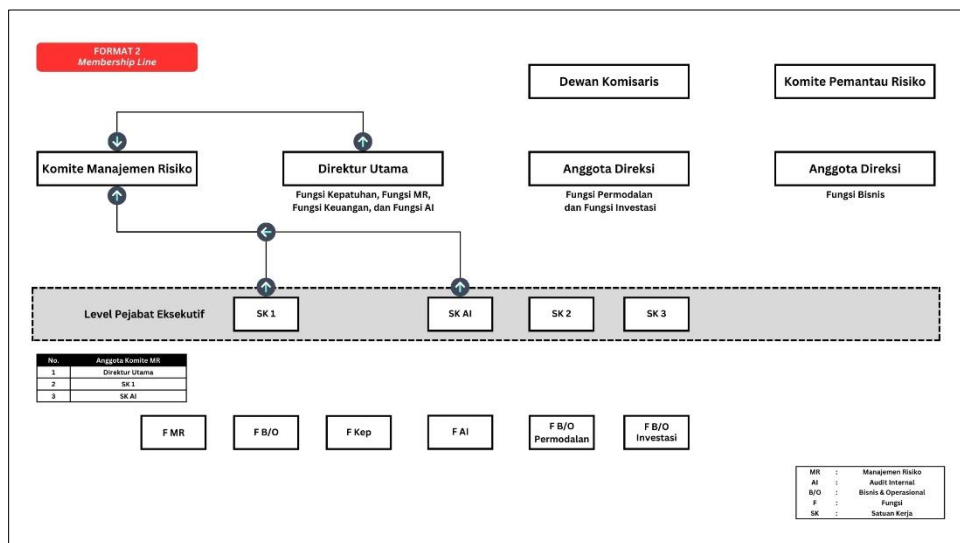 FORMAT 2
Membership Line
Dewan Komisaris
Komite Pemantau Risiko
Komite Manajemen Risiko
Direktur Utama
Fungsi Kepatuhan, Fungsi MR,
Fungsi Keuangan, dan Fungsi AI
Anggota Direksi
Fungsi Permodalan
dan Fungsi Investasi
Anggota Direksi
Fungsi Bisnis
Level Pejabat Eksekutif
SK 1
SK AI
SK 2
SK 3
No. Anggota Komite MR
1 Direktur Utama
2 SK 1
3 SK AI
F MR
F B/O
F Kep
F AI
F B/O
Permodalan
F B/O
Investasi
MR : Manajemen Risiko
AI : Audit Internal
B/O : Bisnis & Operasional
F : Fungsi
SK : Satuan Kerja